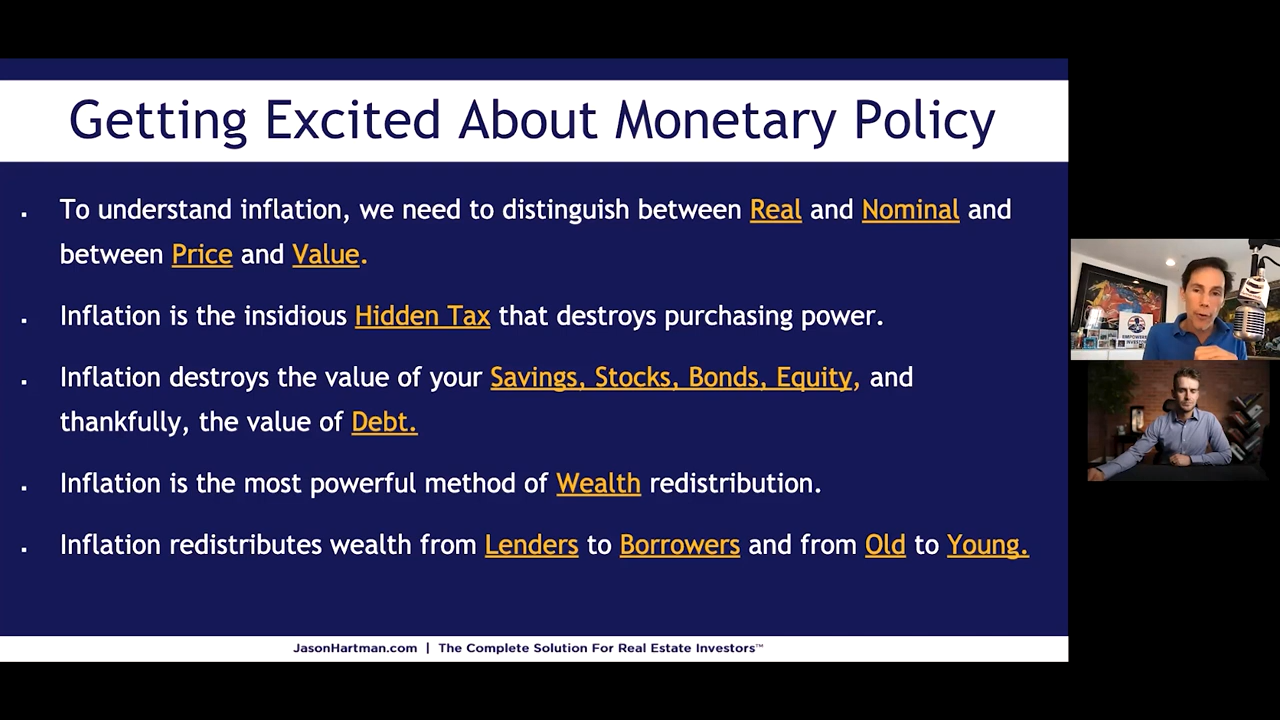 Getting Excited About Monetary Policy
▪ To understand inflation, we need to distinguish between Real and Nominal and
between Price and Value.
▪ Inflation is the insidious Hidden Tax that destroys purchasing power.
▪ Inflation destroys the value of your Savings, Stocks, Bonds, Equity, and
thankfully, the value of Debt.
▪ Inflation is the most powerful method of Wealth redistribution.
▪ Inflation redistributes wealth from Lenders to Borrowers and from Old to Young.
JasonHartman.com | The Complete Solution For Real Estate Investors™